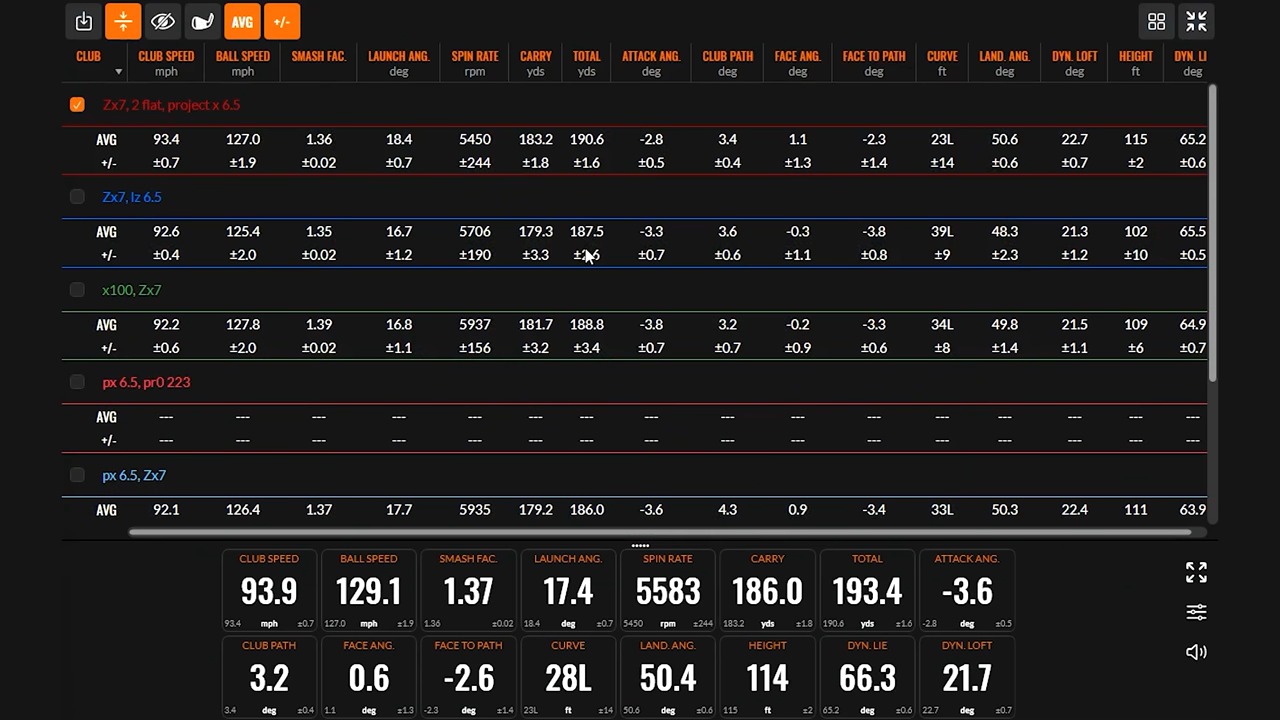 AVG +/-
CLUB CLUB SPEED BALL SPEED SMASH FAC. LAUNCH ANG. SPIN RATE CARRY TOTAL ATTACK ANG. CLUB PATH FACE ANG. FACE TO PATH CURVE LAND. ANG. DYN. LOFT HEIGHT DYN. LI
mph mph deg rpm yds yds deg deg deg deg ft deg deg ft deg
Zx7, 2 flat, project x 6.5
AVG 93.4 127.0 1.36 18.4 5450 183.2 190.6 -2.8 3.4 1.1 -2.3 23L 50.6 22.7 115 65.2
+/- ±0.7 ±1.9 ±0.02 ±0.7 ±244 ±1.8 ±1.6 ±0.5 ±0.4 ±1.3 ±1.4 ±14 ±0.6 ±0.7 ±2 ±0.6
Zx7, lz 6.5
AVG 92.6 125.4 1.35 16.7 5706 179.3 187.5 -3.3 3.6 -0.3 -3.8 39L 48.3 21.3 102 65.5
+/- ±0.4 ±2.0 ±0.02 ±1.2 ±190 ±3.3 ±0.7 ±0.6 ±1.1 ±0.8 ±9 ±2.3 ±1.2 ±10 ±0.5
x100, Zx7
AVG 92.2 127.8 1.39 16.8 5937 181.7 188.8 -3.8 3.2 -0.2 -3.3 34L 49.8 21.5 109 64.9
+/- ±0.6 ±2.0 ±0.02 ±1.1 ±156 ±3.2 ±3.4 ±0.7 ±0.7 ±0.9 ±0.6 ±8 ±1.4 ±1.1 ±6 ±0.7
px 6.5, pr0 223
AVG --- --- --- --- --- --- --- --- --- --- --- --- --- --- --- ---
+/- --- --- --- --- --- --- --- --- --- --- --- --- --- --- --- ---
px 6.5, Zx7
AVG 92.1 126.4 1.37 17.7 5935 179.2 186.0 -3.6 4.3 0.9 -3.4 33L 50.3 22.4 111 63.9
CLUB SPEED BALL SPEED SMASH FAC. LAUNCH ANG. SPIN RATE CARRY TOTAL ATTACK ANG.
93.9 129.1 1.37 17.4 5583 186.0 193.4 -3.6
93.4 mph ±0.7 127.0 mph ±1.9 1.36 ±0.02 18.4 deg ±0.7 5450 rpm ±244 183.2 yds ±1.8 190.6 yds ±1.6 -2.8 deg ±0.5
CLUB PATH FACE ANG. FACE TO PATH CURVE LAND. ANG. HEIGHT DYN. LIE DYN. LOFT
3.2 0.6 -2.6 28L 50.4 114 66.3 21.7
3.4 deg ±0.4 1.1 deg ±1.3 -2.3 deg ±1.4 23L ft ±14 50.6 deg ±0.6 115 ft ±2 65.2 deg ±0.6 22.7 deg ±0.7